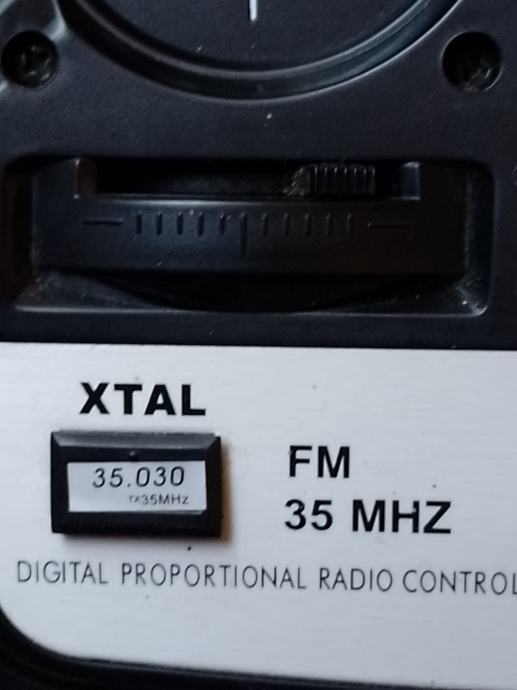 XTAL
35.030
TX35MHz
FM
35 MHZ
DIGITAL PROPORTIONAL RADIO CONTROL